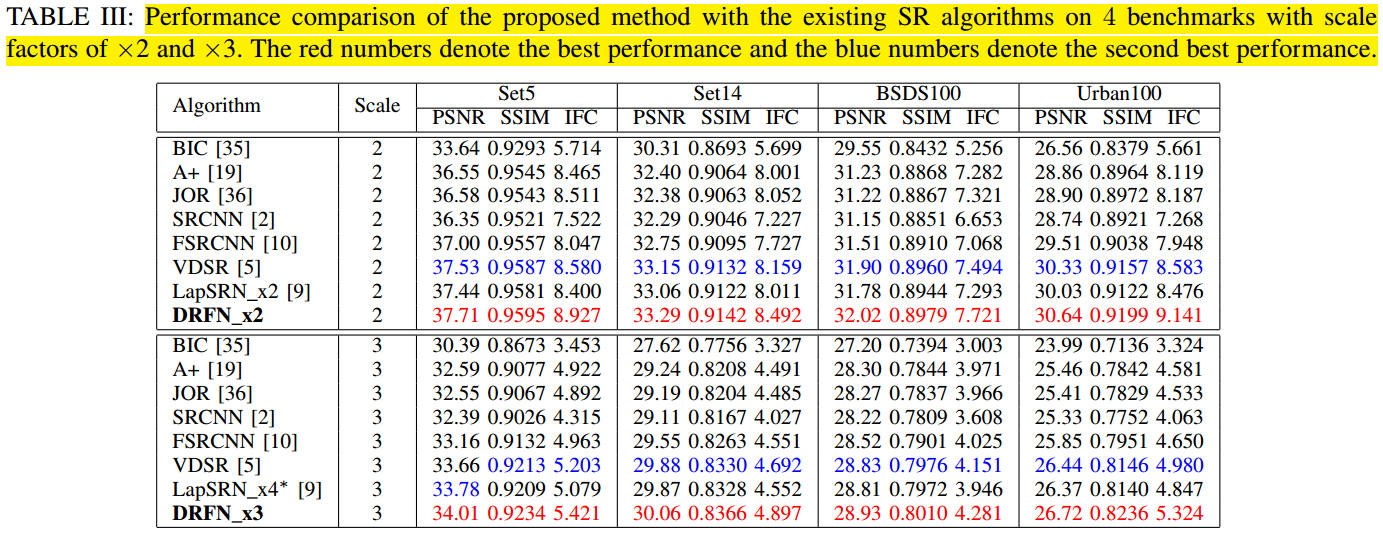 TABLE III: Performance comparison of the proposed method with the existing SR algorithms on 4 benchmarks with scale
factors of ×2 and ×3. The red numbers denote the best performance and the blue numbers denote the second best performance.
Algorithm Scale Set5 Set14 BSDS100 Urban100
PSNR SSIM IFC PSNR SSIM IFC PSNR SSIM IFC PSNR SSIM IFC
BIC [35] 2 33.64 0.9293 5.714 30.31 0.8693 5.699 29.55 0.8432 5.256 26.56 0.8379 5.661
A+ [19] 2 36.55 0.9545 8.465 32.40 0.9064 8.001 31.23 0.8868 7.282 28.86 0.8964 8.119
JOR [36] 2 36.58 0.9543 8.511 32.38 0.9063 8.052 31.22 0.8867 7.321 28.90 0.8972 8.187
SRCNN [2] 2 36.35 0.9521 7.522 32.29 0.9046 7.227 31.15 0.8851 6.653 28.74 0.8921 7.268
FSRCNN [10] 2 37.00 0.9557 8.047 32.75 0.9095 7.727 31.51 0.8910 7.068 29.51 0.9038 7.948
VDSR [5] 2 37.53 0.9587 8.580 33.15 0.9132 8.159 31.90 0.8960 7.494 30.33 0.9157 8.583
LapSRN_x2 [9] 2 37.44 0.9581 8.400 33.06 0.9122 8.011 31.78 0.8944 7.293 30.03 0.9122 8.476
DRFN_x2 2 37.71 0.9595 8.927 33.29 0.9142 8.492 32.02 0.8979 7.721 30.64 0.9199 9.141
BIC [35] 3 30.39 0.8673 3.453 27.62 0.7756 3.327 27.20 0.7394 3.003 23.99 0.7136 3.324
A+ [19] 3 32.59 0.9077 4.922 29.24 0.8208 4.491 28.30 0.7844 3.971 25.46 0.7842 4.581
JOR [36] 3 32.55 0.9067 4.892 29.19 0.8204 4.485 28.27 0.7837 3.966 25.41 0.7829 4.533
SRCNN [2] 3 32.39 0.9026 4.315 29.11 0.8167 4.027 28.22 0.7809 3.608 25.33 0.7752 4.063
FSRCNN [10] 3 33.16 0.9132 4.963 29.55 0.8263 4.551 28.52 0.7901 4.025 25.85 0.7951 4.650
VDSR [5] 3 33.66 0.9213 5.203 29.88 0.8330 4.692 28.83 0.7976 4.151 26.44 0.8146 4.980
LapSRN_x4* [9] 3 33.78 0.9209 5.079 29.87 0.8328 4.552 28.81 0.7972 3.946 26.37 0.8140 4.847
DRFN_x3 3 34.01 0.9234 5.421 30.06 0.8366 4.897 28.93 0.8010 4.281 26.72 0.8236 5.324